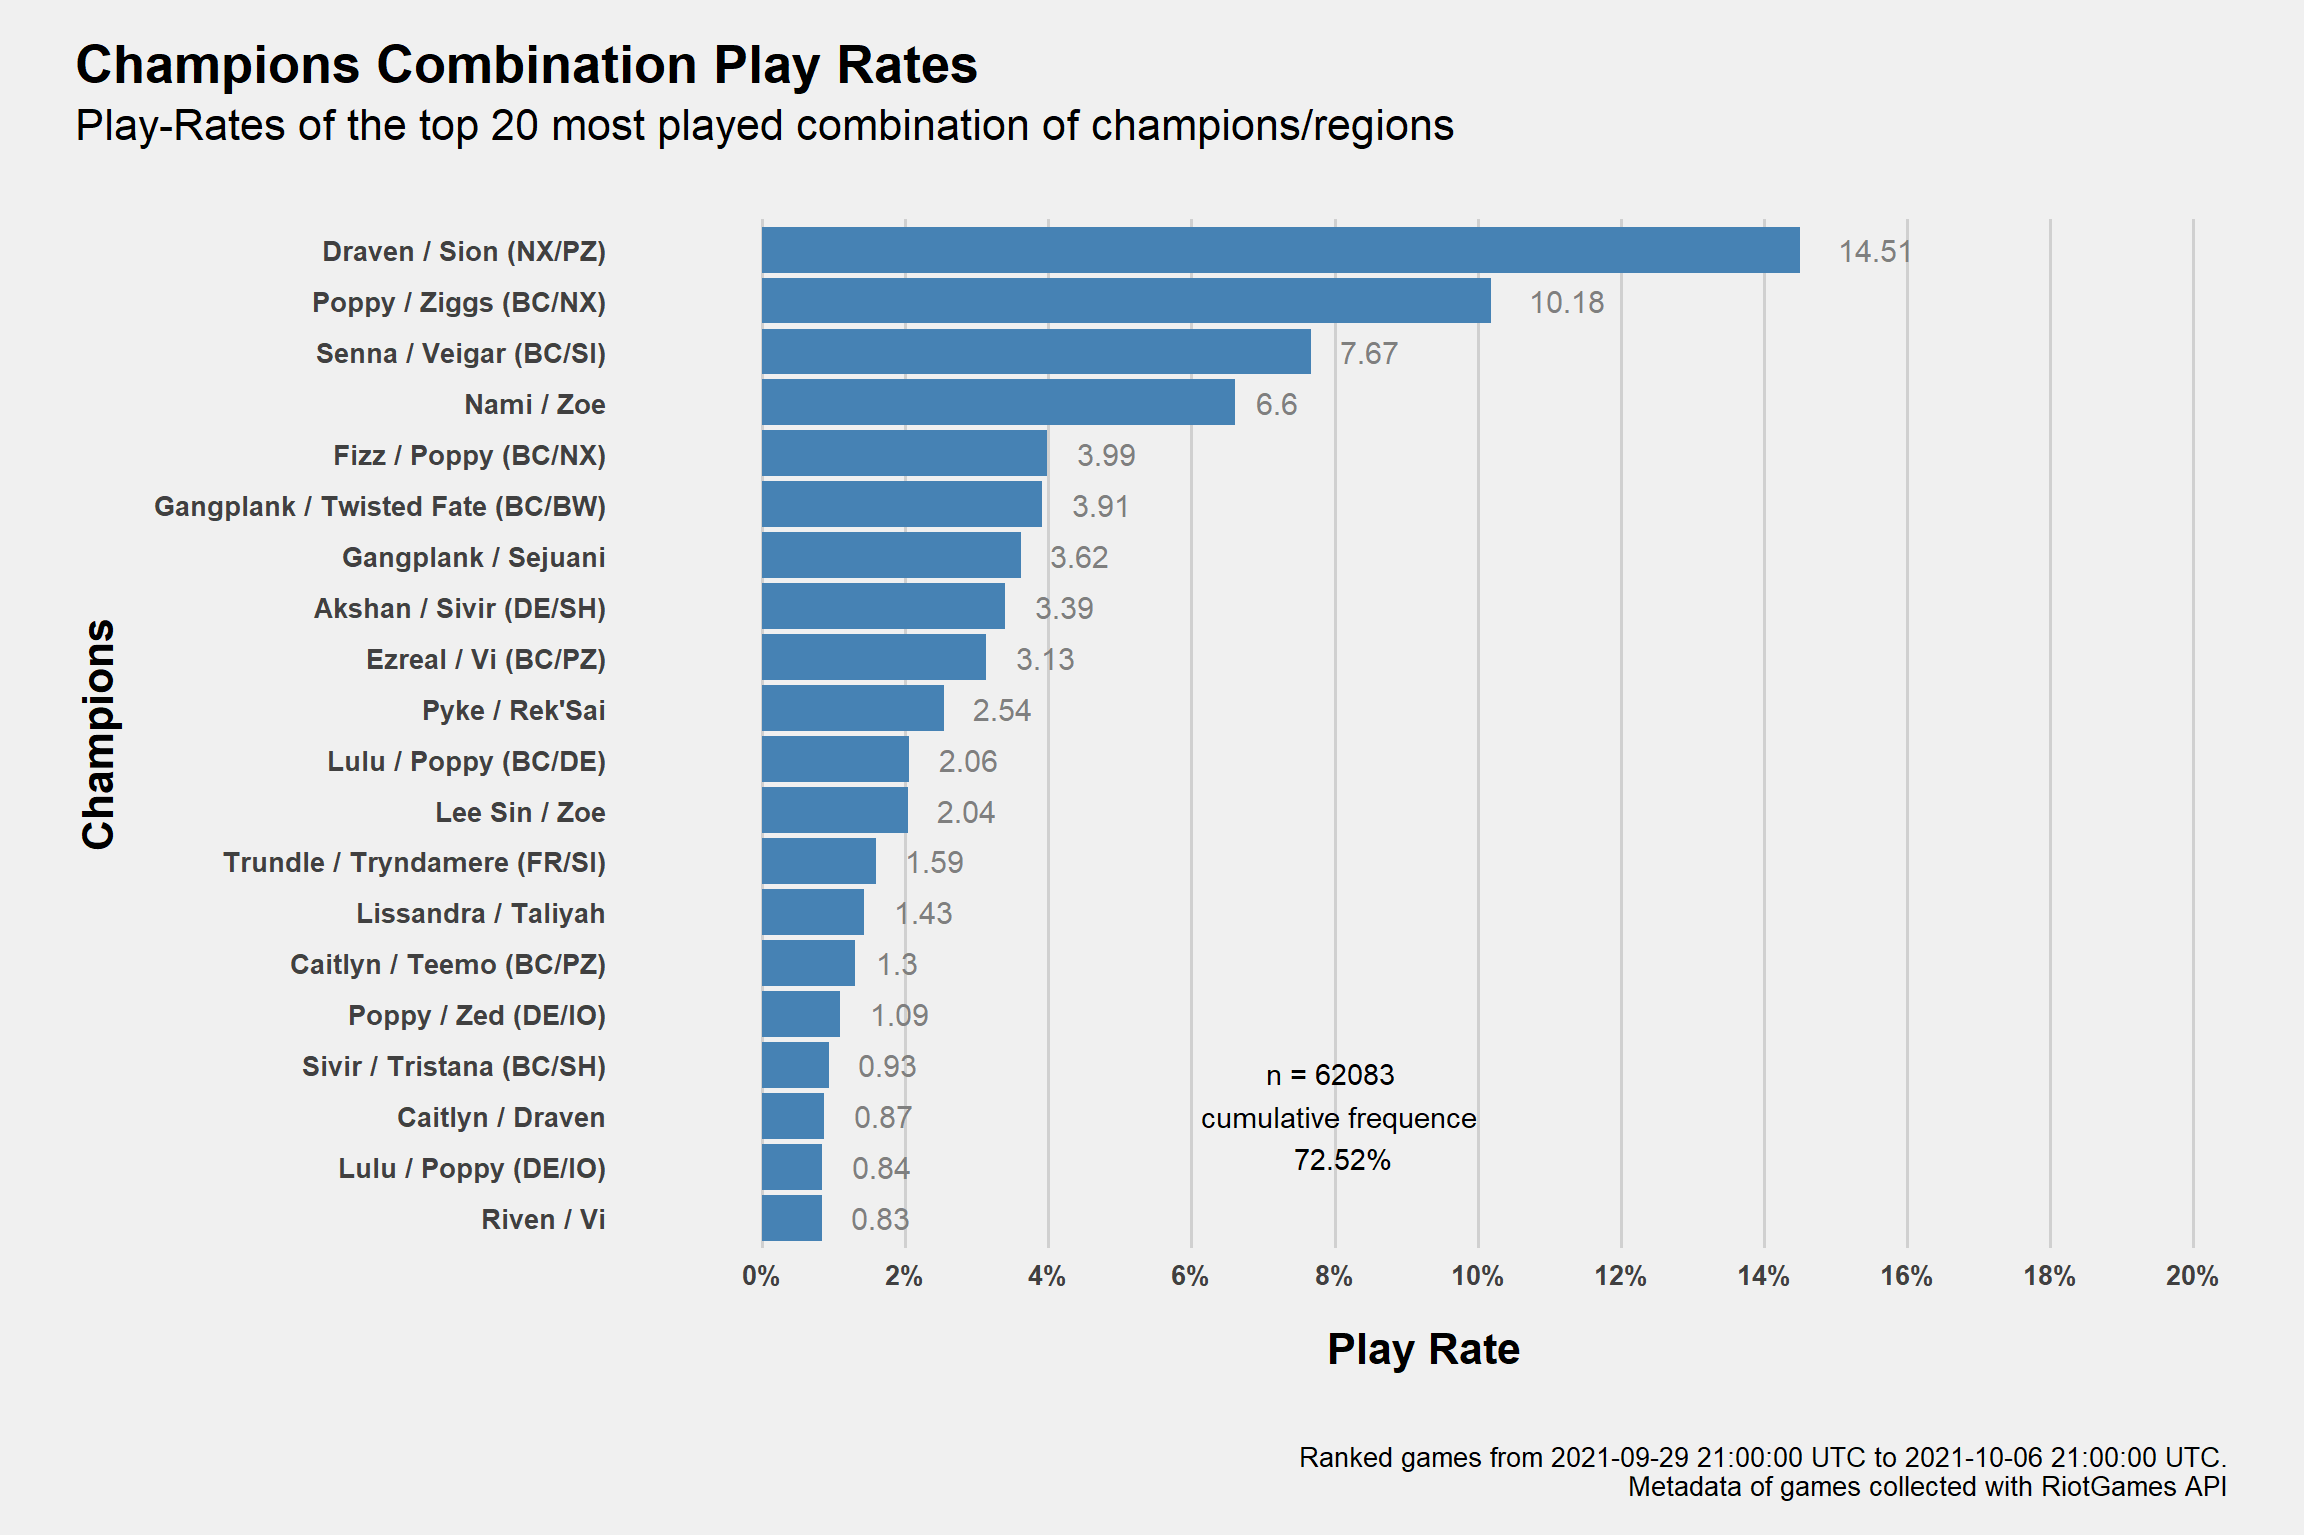 Champions Combination Play Rates
Play-Rates of the top 20 most played combination of champions/regions
Champions
Draven / Sion (NX/PZ) 14.51
Poppy / Ziggs (BC/NX) 10.18
Senna / Veigar (BC/SI) 7.67
Nami / Zoe 6.6
Fizz / Poppy (BC/NX) 3.99
Gangplank / Twisted Fate (BC/BW) 3.91
Gangplank / Sejuani 3.62
Akshan / Sivir (DE/SH) 3.39
Ezreal / Vi (BC/PZ) 3.13
Pyke / Rek'Sai 2.54
Lulu / Poppy (BC/DE) 2.06
Lee Sin / Zoe 2.04
Trundle / Tryndamere (FR/SI) 1.59
Lissandra / Taliyah 1.43
Caitlyn / Teemo (BC/PZ) 1.3
Poppy / Zed (DE/IO) 1.09
Sivir / Tristana (BC/SH) 0.93
Caitlyn / Draven 0.87
Lulu / Poppy (DE/IO) 0.84
Riven / Vi 0.83
n = 62083
cumulative frequence
72.52%
0% 2% 4% 6% 8% 10% 12% 14% 16% 18% 20%
Play Rate
Ranked games from 2021-09-29 21:00:00 UTC to 2021-10-06 21:00:00 UTC.
Metadata of games collected with RiotGames API